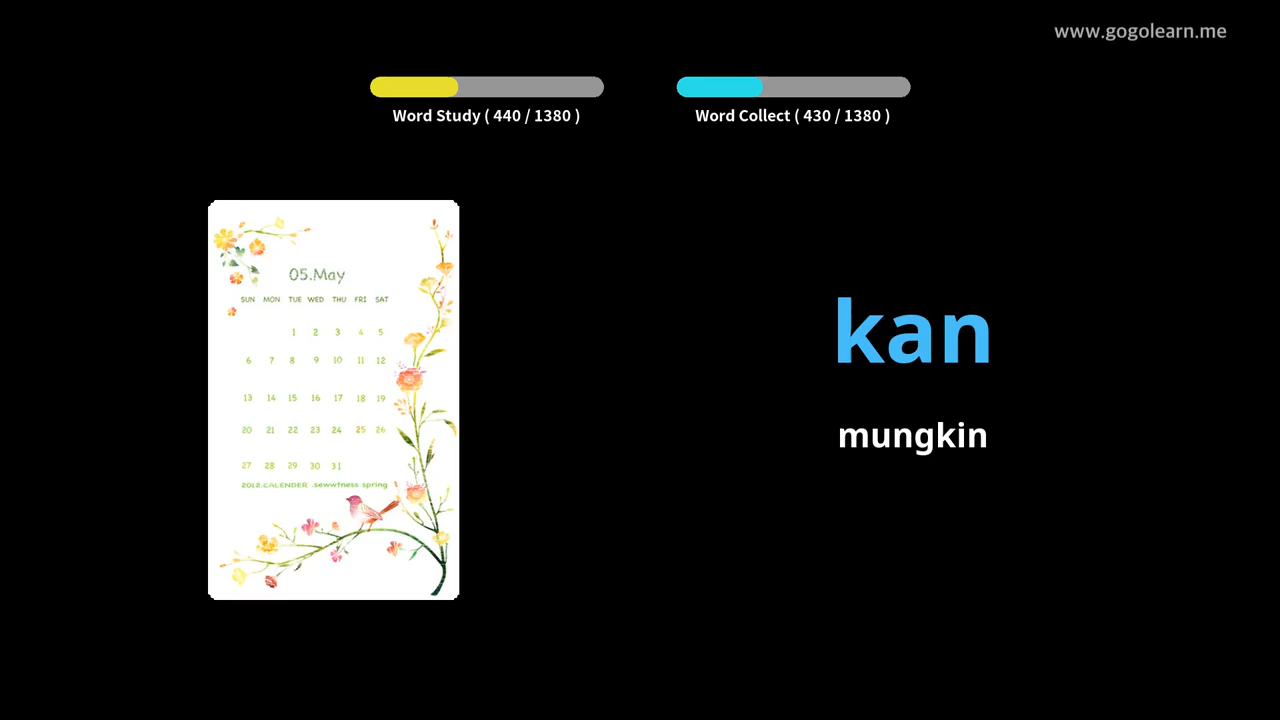 www.gogolearn.me
Word Study ( 440 / 1380 )
Word Collect ( 430 / 1380 )
05.May
SUN MON TUE WED THU FRI SAT
1 2 3 4 5
6 7 8 9 10 11 12
13 14 15 16 17 18 19
20 21 22 23 24 25 26
27 28 29 30 31
2012.CALENDER .sewwtness spring
kan
mungkin